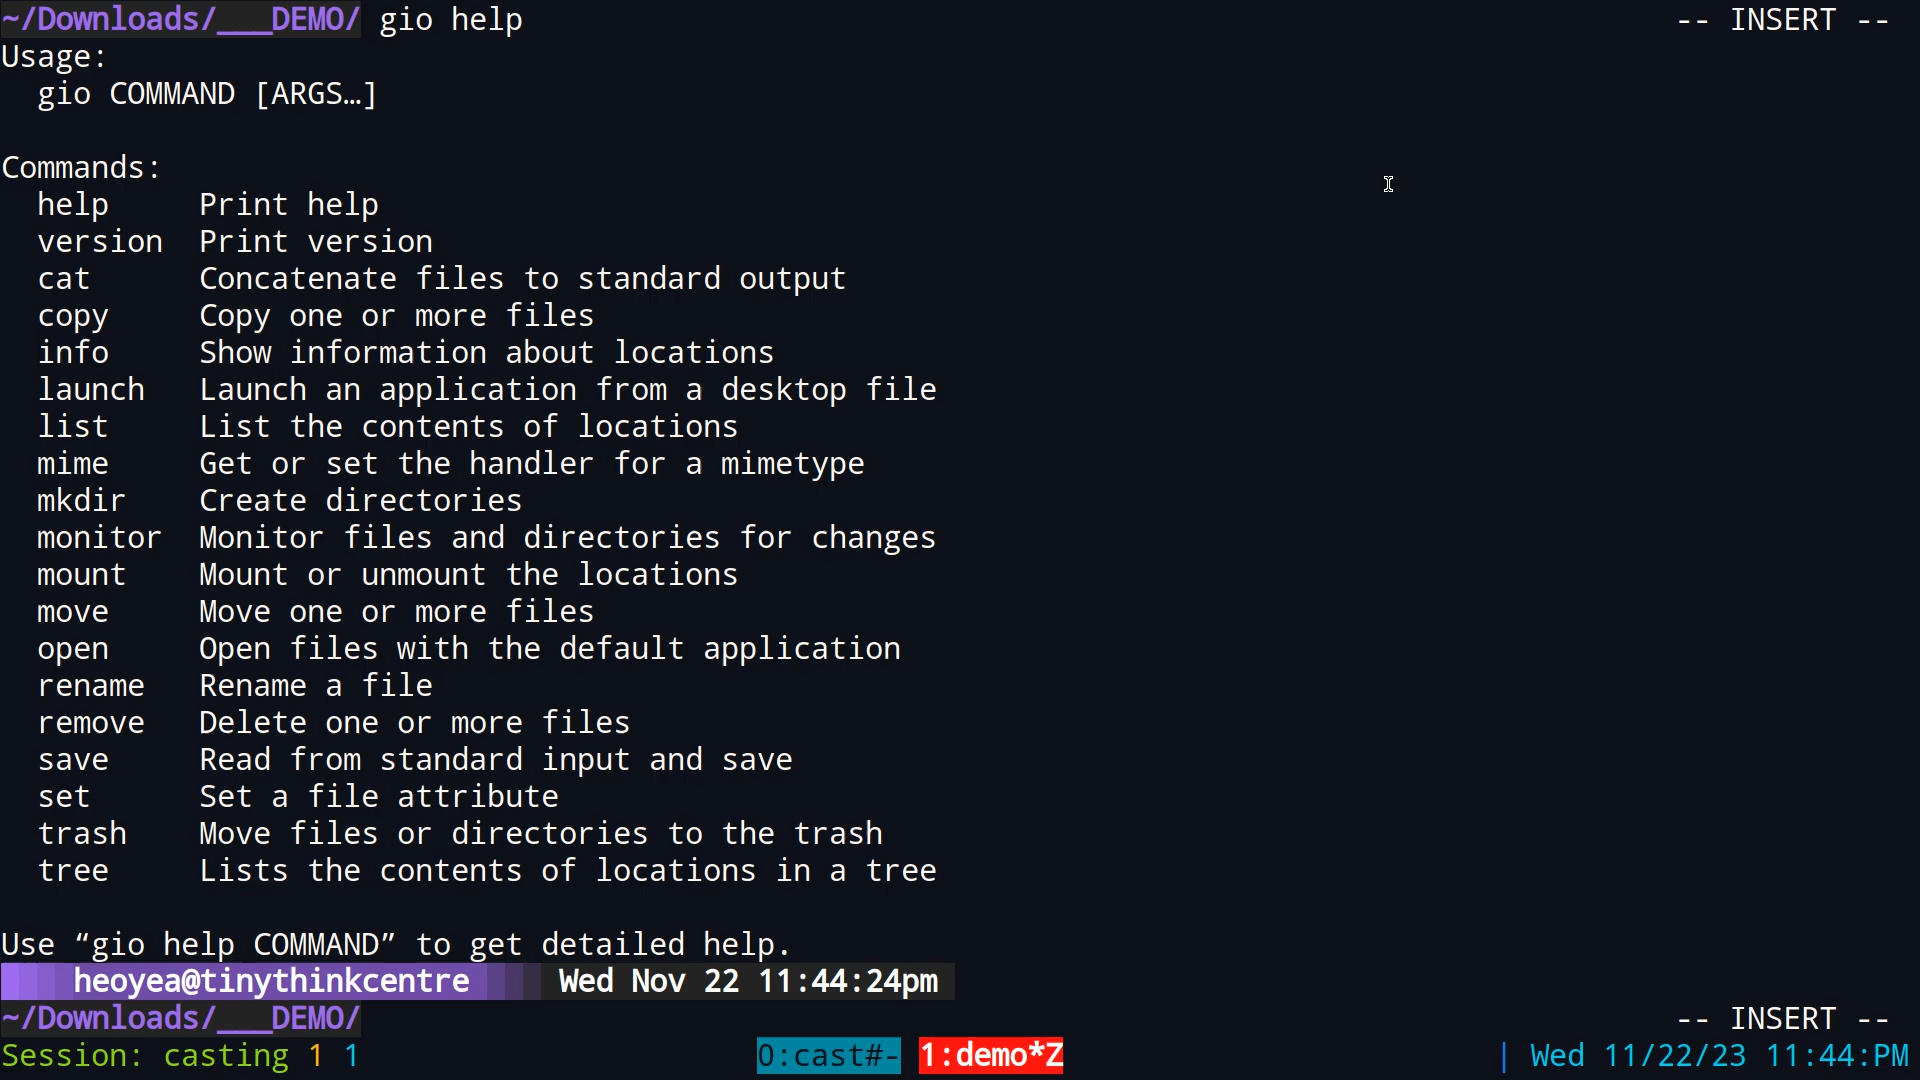 ~/Downloads/___DEMO/ gio help -- INSERT --
Usage:
  gio COMMAND [ARGS…]

Commands:
  help     Print help
  version  Print version
  cat      Concatenate files to standard output
  copy     Copy one or more files
  info     Show information about locations
  launch   Launch an application from a desktop file
  list     List the contents of locations
  mime     Get or set the handler for a mimetype
  mkdir    Create directories
  monitor  Monitor files and directories for changes
  mount    Mount or unmount the locations
  move     Move one or more files
  open     Open files with the default application
  rename   Rename a file
  remove   Delete one or more files
  save     Read from standard input and save
  set      Set a file attribute
  trash    Move files or directories to the trash
  tree     Lists the contents of locations in a tree

Use “gio help COMMAND” to get detailed help.
heoyea@tinythinkcentre Wed Nov 22 11:44:24pm
~/Downloads/___DEMO/ -- INSERT --
Session: casting 1 1 0:cast#- 1:demo*Z | Wed 11/22/23 11:44:PM